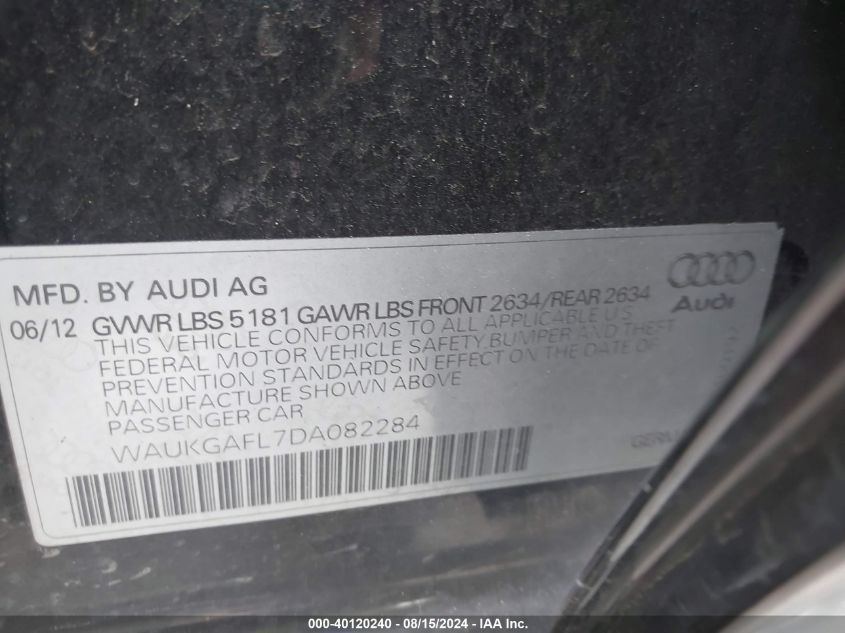 MFD. BY AUDI AG
06/12 GVWR LBS 5181 GAWR LBS FRONT 2634/REAR 2634
THIS VEHICLE CONFORMS TO ALL APPLICABLE U.S.
FEDERAL MOTOR VEHICLE SAFETY, BUMPER AND THEFT
PREVENTION STANDARDS IN EFFECT ON THE DATE OF
MANUFACTURE SHOWN ABOVE
PASSENGER CAR
WAUKGAFL7DA082284
Audi
000-40120240 - 08/15/2024 - IAA Inc.